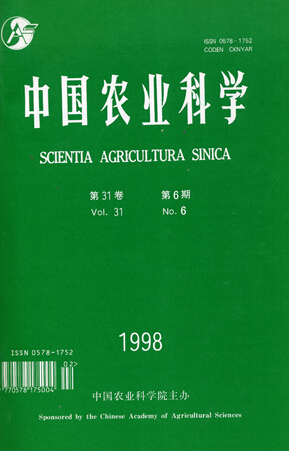 ISSN 0578-1752
CODEN CKNYAR
中国农业科学
SCIENTIA AGRICULTURA SINICA
第31卷 第6期
Vol. 31 No. 6
1998
ISSN 0578-1752
02
770578175004
中国农业科学院主办
Sponsored by the Chinese Academy of Agricultural Sciences